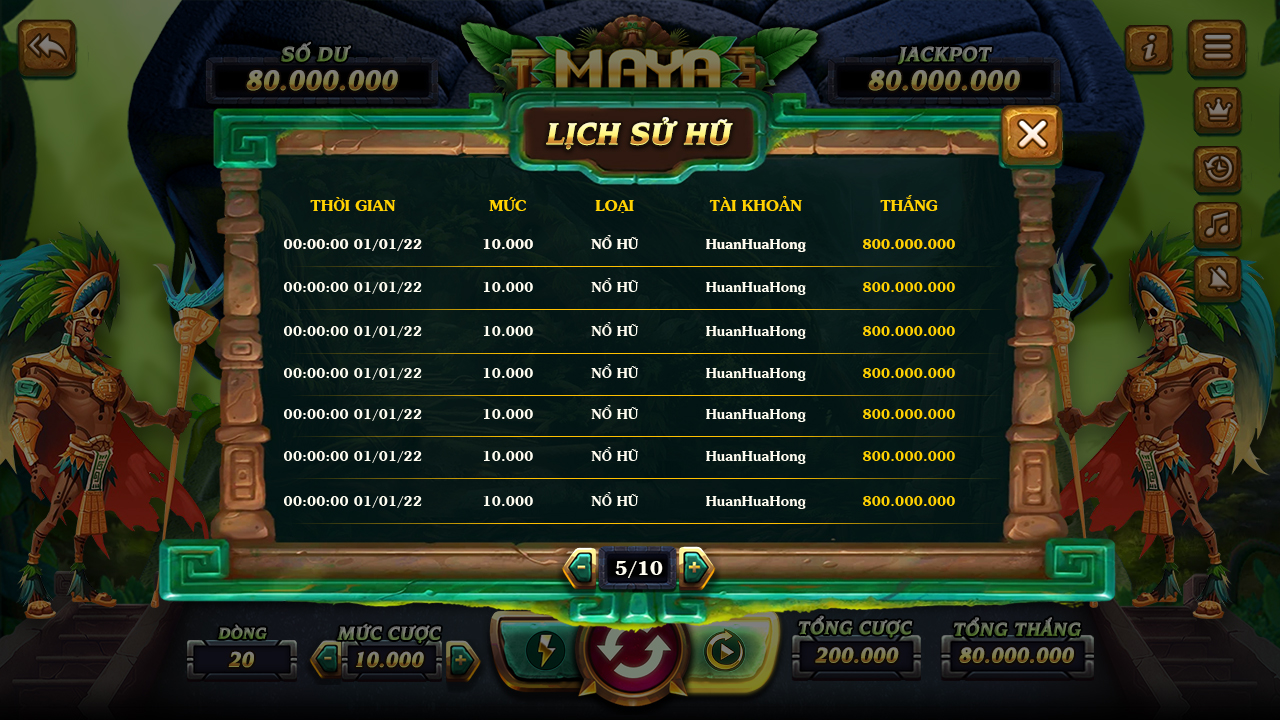 SỐ DƯ
80.000.000
MAYA
JACKPOT
80.000.000
LỊCH SỬ HŨ
THỜI GIAN MỨC LOẠI TÀI KHOẢN THẮNG
00:00:00 01/01/22 10.000 NỔ HŨ HuanHuaHong 800.000.000
00:00:00 01/01/22 10.000 NỔ HŨ HuanHuaHong 800.000.000
00:00:00 01/01/22 10.000 NỔ HŨ HuanHuaHong 800.000.000
00:00:00 01/01/22 10.000 NỔ HŨ HuanHuaHong 800.000.000
00:00:00 01/01/22 10.000 NỔ HŨ HuanHuaHong 800.000.000
00:00:00 01/01/22 10.000 NỔ HŨ HuanHuaHong 800.000.000
00:00:00 01/01/22 10.000 NỔ HŨ HuanHuaHong 800.000.000
5/10
DÒNG
20
MỨC CƯỢC
10.000
TỔNG CƯỢC
200.000
TỔNG THẮNG
80.000.000